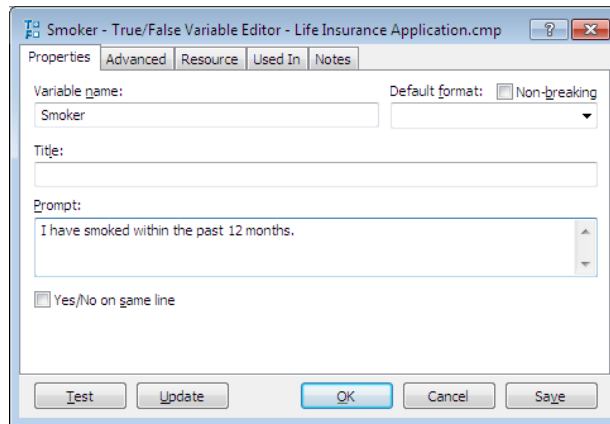 Smoker - True/False Variable Editor - Life Insurance Application.cmp
Properties Advanced Resource Used In Notes
Variable name: Default format: Non-breaking
Smoker
Title:
Prompt:
I have smoked within the past 12 months.
Yes/No on same line
Test Update OK Cancel Save